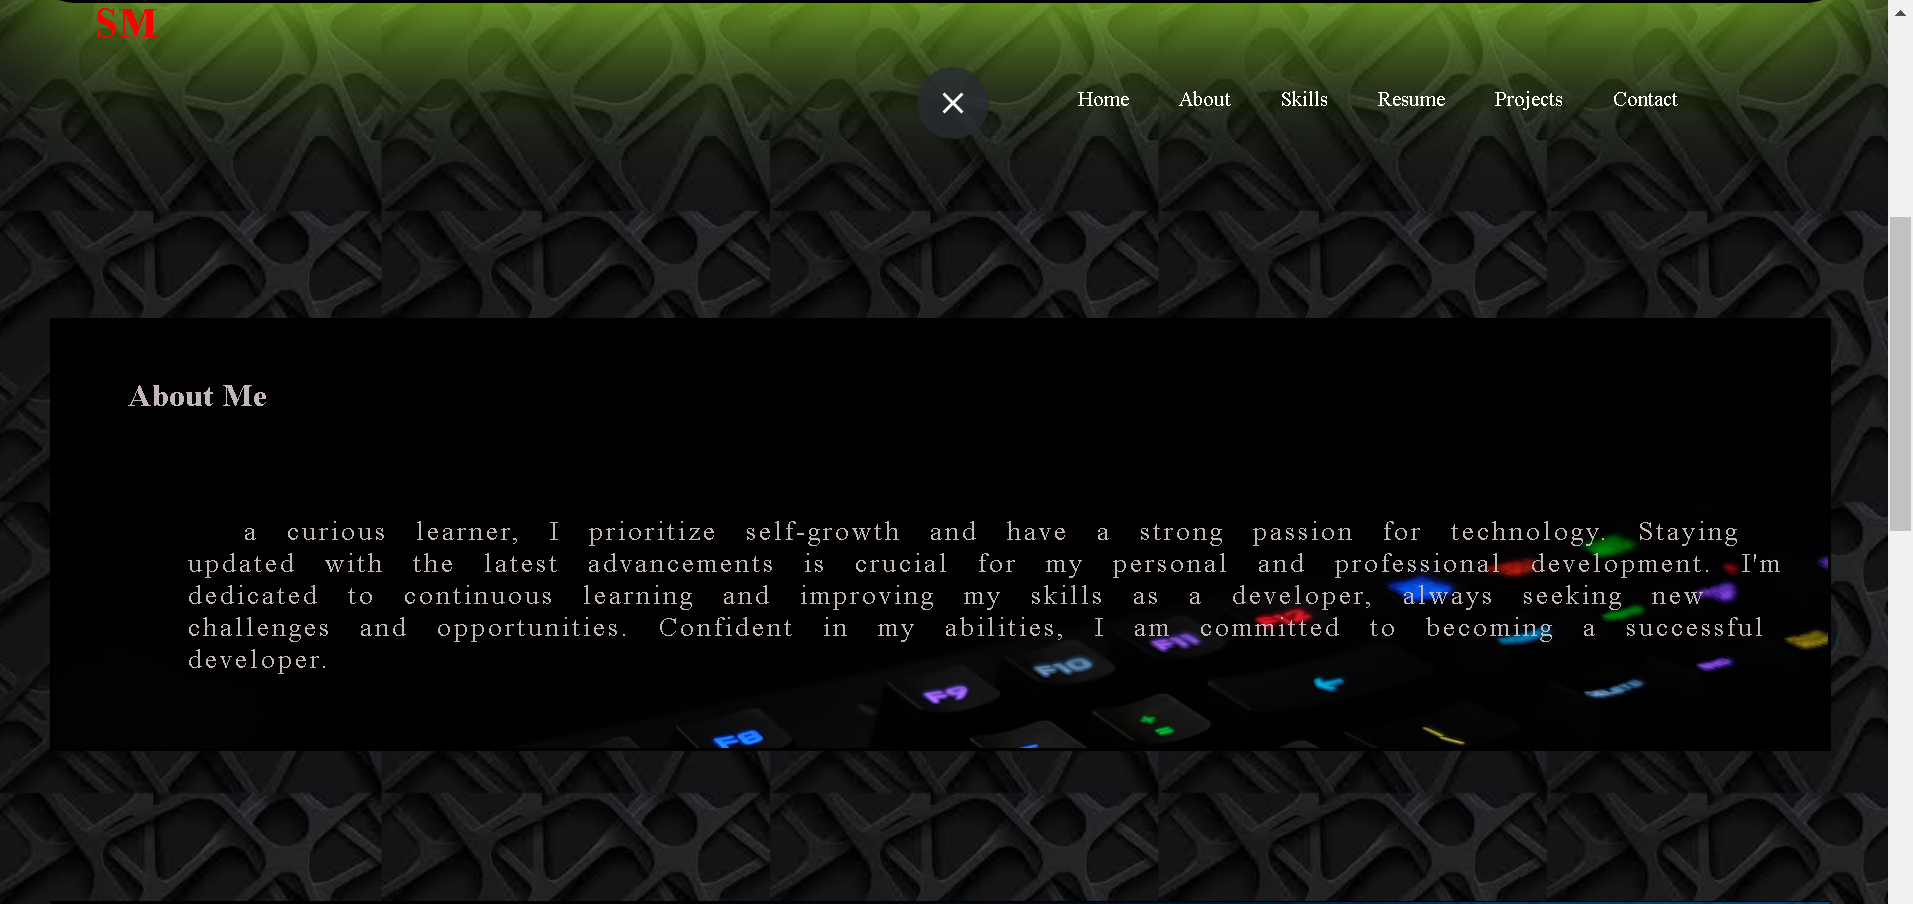 SM
Home About Skills Resume Projects Contact
About Me
a curious learner, I prioritize self-growth and have a strong passion for technology. Staying
updated with the latest advancements is crucial for my personal and professional development. I'm
dedicated to continuous learning and improving my skills as a developer, always seeking new
challenges and opportunities. Confident in my abilities, I am committed to becoming a successful
developer.
F11
F10
F9
DELETE
F8